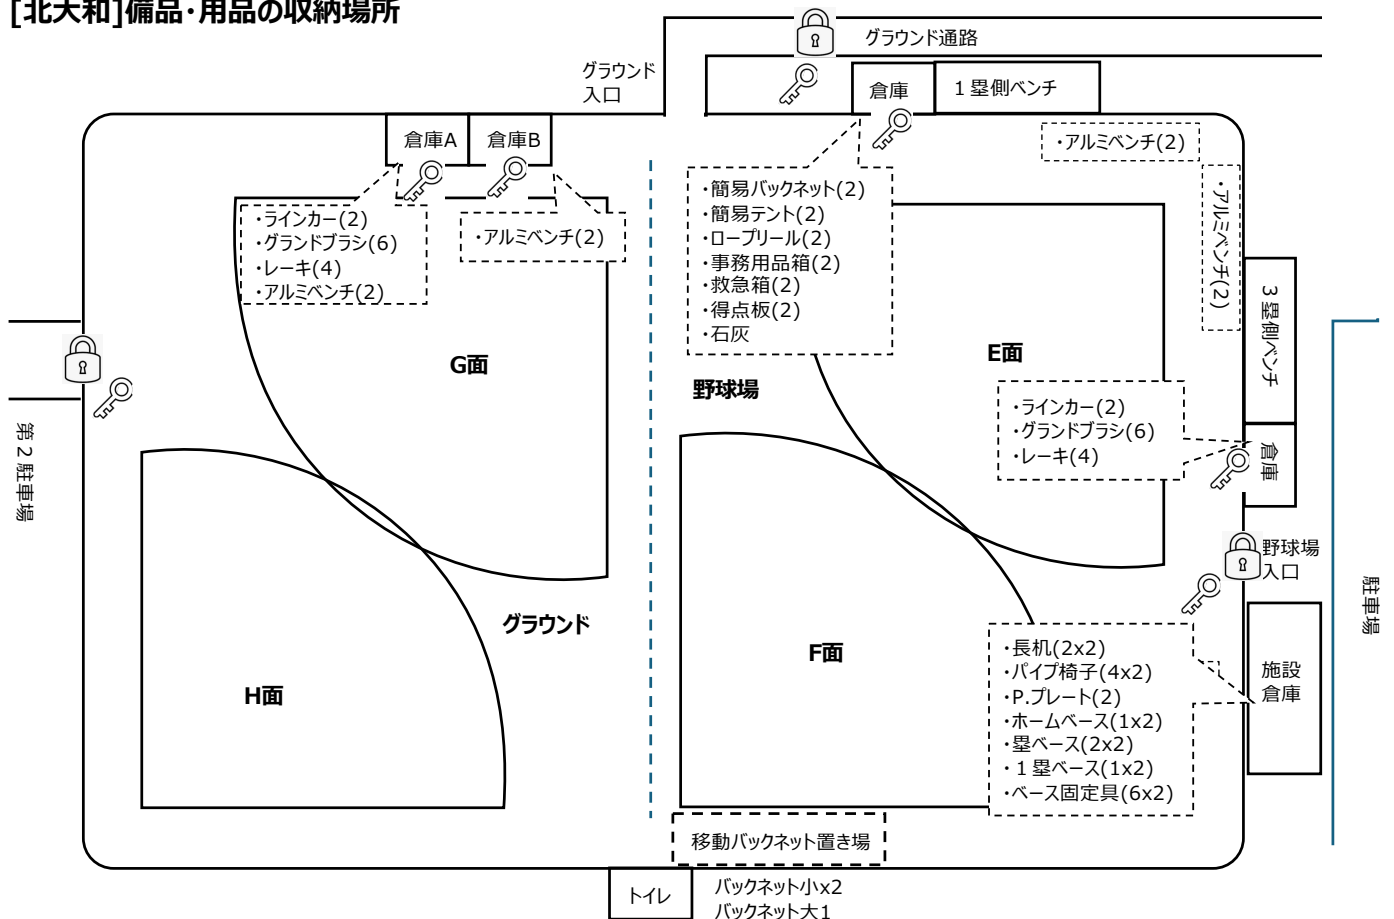 [北大和]備品・用品の収納場所
グラウンド通路
グラウンド
入口
倉庫
１塁側ベンチ
倉庫A
倉庫B
・アルミベンチ(2)
・アルミベンチ(2)
・簡易バックネット(2)
・簡易テント(2)
・ロープリール(2)
・事務用品箱(2)
・救急箱(2)
・得点板(2)
・石灰
・ラインカー(2)
・グランドブラシ(6)
・レーキ(4)
・アルミベンチ(2)
・アルミベンチ(2)
３塁側ベンチ
G面
E面
野球場
・ラインカー(2)
・グランドブラシ(6)
・レーキ(4)
倉庫
第２駐車場
野球場
入口
駐車場
グラウンド
H面
F面
・長机(2x2)
・パイプ椅子(4x2)
・P.プレート(2)
・ホームベース(1x2)
・塁ベース(2x2)
・１塁ベース(1x2)
・ベース固定具(6x2)
施設
倉庫
移動バックネット置き場
トイレ
バックネット小x2
バックネット大1